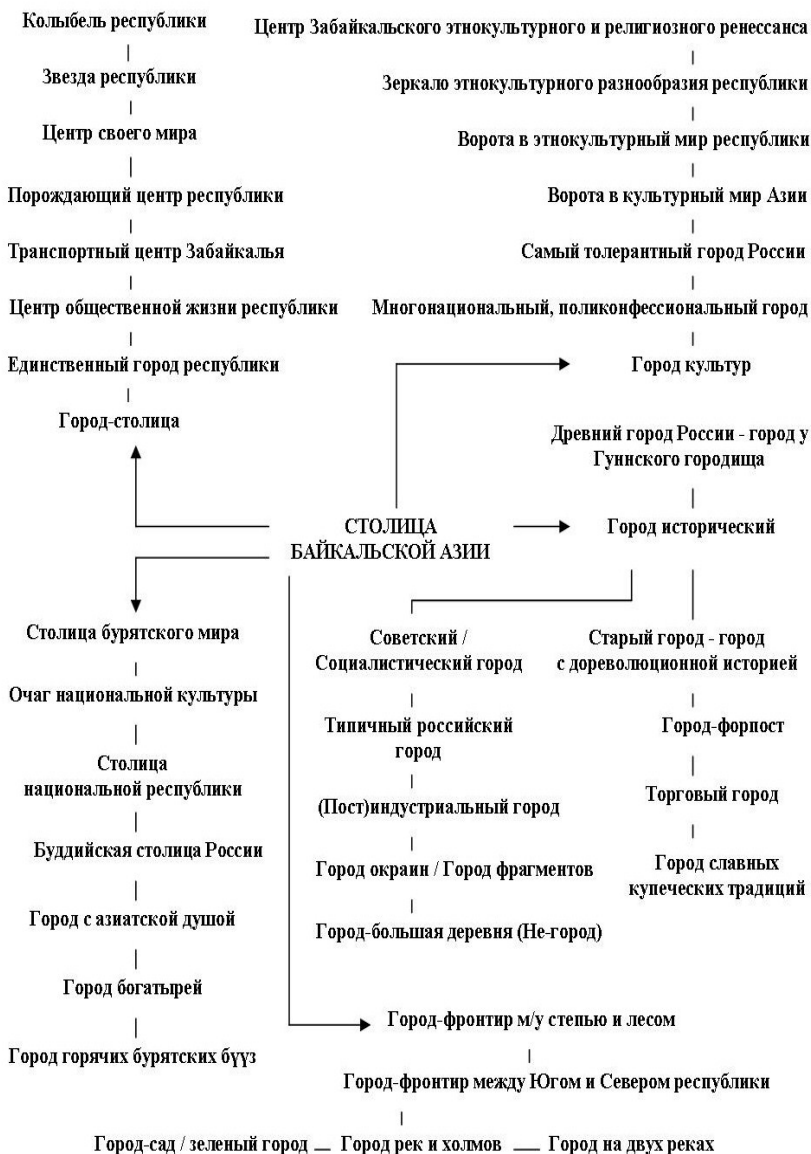 Колыбель республики
Звезда республики
Центр своего мира
Порождающий центр республики
Транспортный центр Забайкалья
Центр общественной жизни республики
Единственный город республики
Город-столица
Центр Забайкальского этнокультурного и религиозного ренессанса
Зеркало этнокультурного разнообразия республики
Ворота в этнокультурный мир республики
Ворота в культурный мир Азии
Самый толерантный город России
Многонациональный, поликонфессиональный город
Город культур
Древний город России - город у
Гуннского городища
СТОЛИЦА
БАЙКАЛЬСКОЙ АЗИИ
Город исторический
Столица бурятского мира
Очаг национальной культуры
Столица
национальной республики
Буддийская столица России
Город с азиатской душой
Город богатырей
Город горячих бурятских бууз
Советский /
Социалистический город
Типичный российский
город
(Пост)индустриальный город
Город окраин / Город фрагментов
Город-большая деревня (Не-город)
Старый город - город
с дореволюционной историей
Город-форпост
Торговый город
Город славных
купеческих традиций
Город-фронтир м/у степью и лесом
Город-фронтир между Югом и Севером республики
Город-сад / зеленый город — Город рек и холмов — Город на двух реках